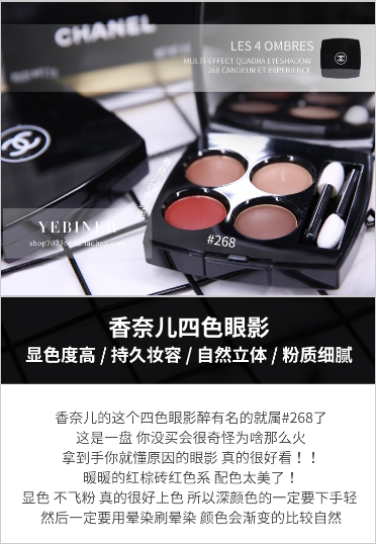 CHANEL
LES 4 OMBRES
MULTI-EFFECT QUADRA EYESHADOW
268 CANDEUR ET EXPERIENCE
YEBINER
#268
香奈儿四色眼影
显色度高 / 持久妆容 / 自然立体 / 粉质细腻
香奈儿的这个四色眼影醉有名的就属#268了
这是一盘 你没买会很奇怪为啥那么火
拿到手你就懂原因的眼影 真的很好看！！
暖暖的红棕砖红色系 配色太美了！
显色 不飞粉 真的很好上色 所以深颜色的一定要下手轻
然后一定要用晕染刷晕染 颜色会渐变的比较自然